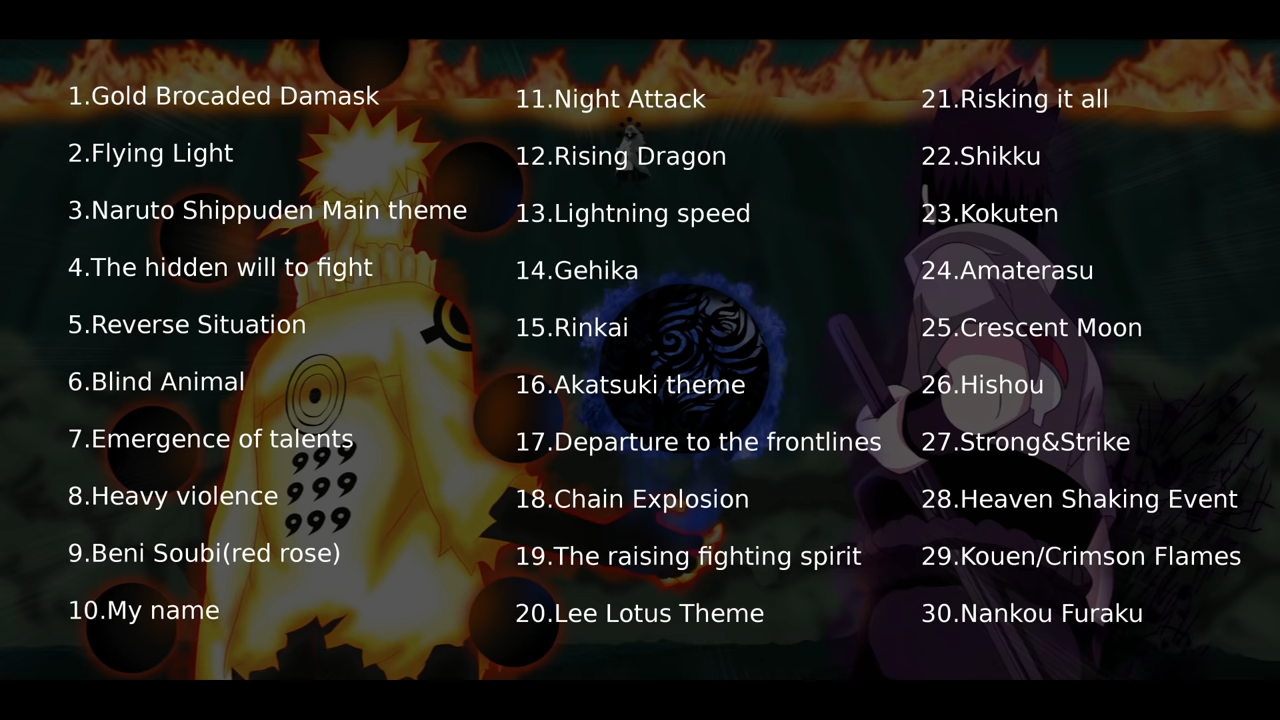 1.Gold Brocaded Damask
2.Flying Light
3.Naruto Shippuden Main theme
4.The hidden will to fight
5.Reverse Situation
6.Blind Animal
7.Emergence of talents
8.Heavy violence
9.Beni Soubi(red rose)
10.My name
11.Night Attack
12.Rising Dragon
13.Lightning speed
14.Gehika
15.Rinkai
16.Akatsuki theme
17.Departure to the frontlines
18.Chain Explosion
19.The raising fighting spirit
20.Lee Lotus Theme
21.Risking it all
22.Shikku
23.Kokuten
24.Amaterasu
25.Crescent Moon
26.Hishou
27.Strong&Strike
28.Heaven Shaking Event
29.Kouen/Crimson Flames
30.Nankou Furaku